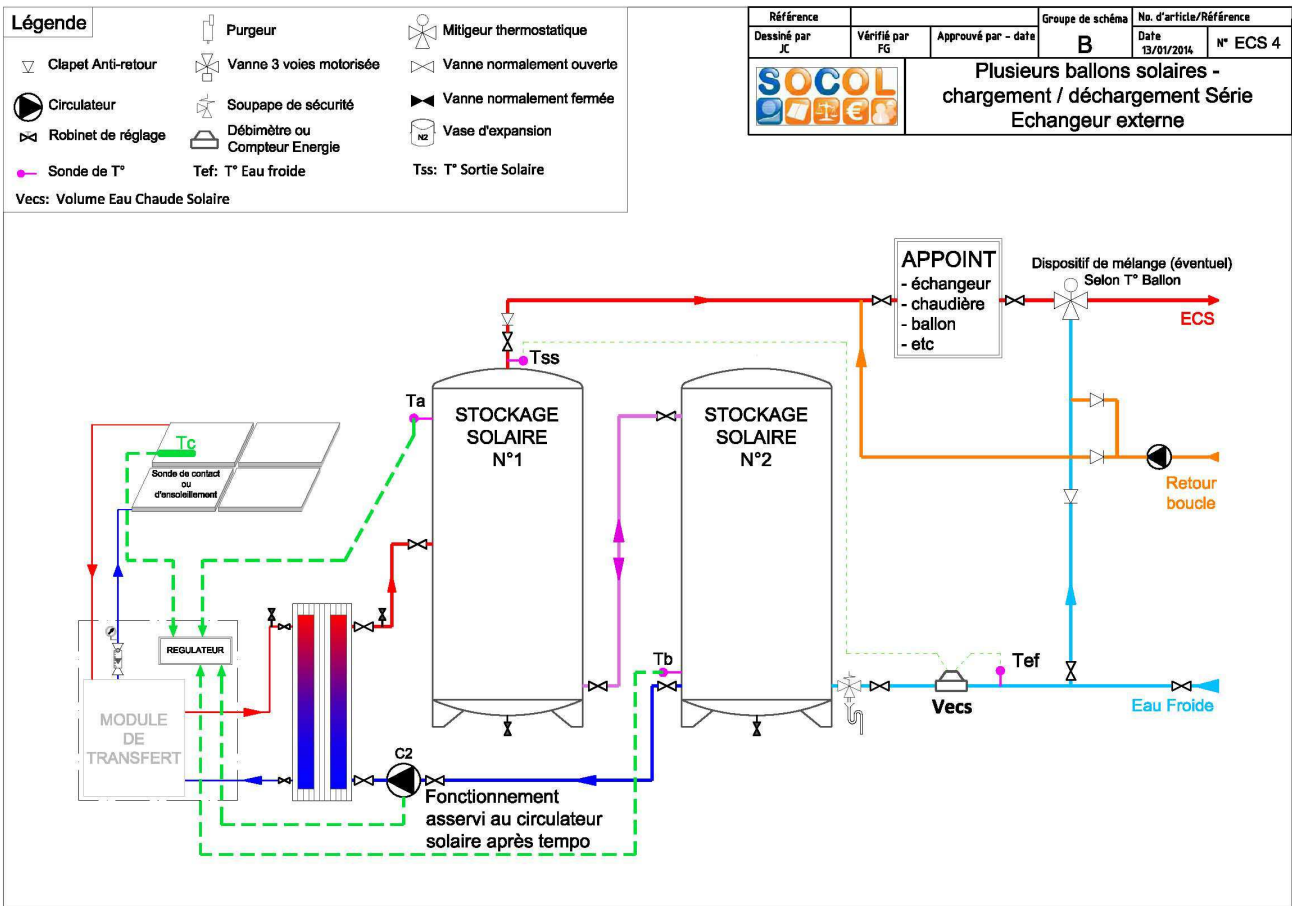 Légende
Purgeur
Mitigeur thermostatique
Clapet Anti-retour
Vanne 3 voies motorisée
Vanne normalement ouverte
Circulateur
Soupape de sécurité
Vanne normalement fermée
Robinet de réglage
Débimètre ou
Compteur Energie
N2
Vase d'expansion
Sonde de T°
Tef: T° Eau froide
Tss: T° Sortie Solaire
Vecs: Volume Eau Chaude Solaire
Référence
Groupe de schéma
No. d'article/Référence
Dessiné par
JC
Vérifié par
FG
Approuvé par - date
B
Date
13/01/2014
N° ECS 4
SOCOL
€
Plusieurs ballons solaires -
chargement / déchargement Série
Echangeur externe
APPOINT
- échangeur
- chaudière
- ballon
- etc
Dispositif de mélange (éventuel)
Selon T° Ballon
ECS
Tss
Ta
STOCKAGE
SOLAIRE
N°1
STOCKAGE
SOLAIRE
N°2
Tc
Sonde de contact
ou
d'ensoleillement
Retour
boucle
REGULATEUR
Tb
Tef
Vecs
Eau Froide
MODULE
DE
TRANSFERT
C2
Fonctionnement
asservi au circulateur
solaire après tempo